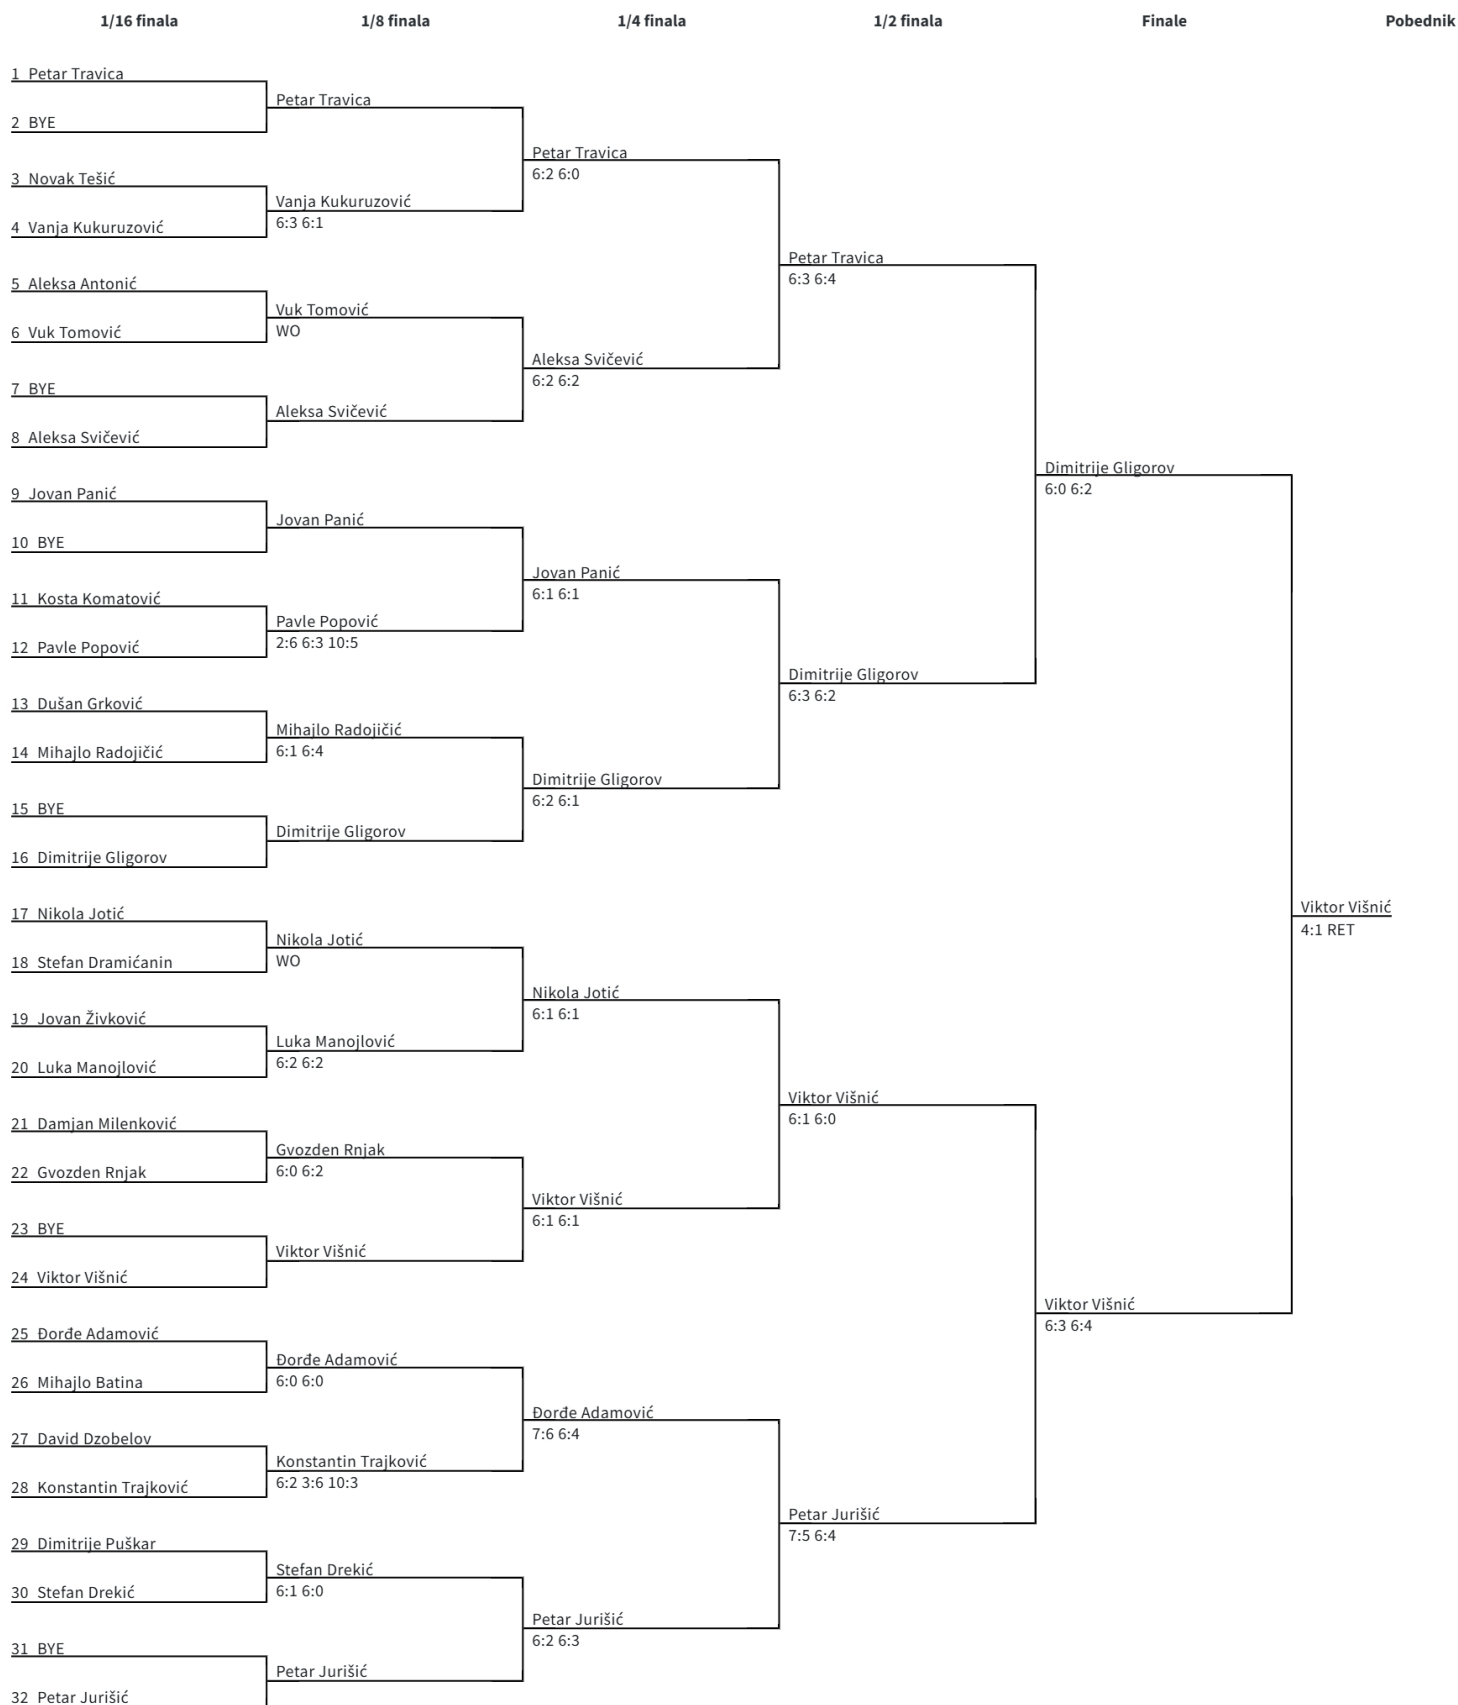 1/16 finala 1/8 finala 1/4 finala 1/2 finala Finale Pobednik
1 Petar Travica
Petar Travica
2 BYE
Petar Travica
6:2 6:0
3 Novak Tešić
Vanja Kukuruzović
6:3 6:1
4 Vanja Kukuruzović
Petar Travica
6:3 6:4
5 Aleksa Antonić
Vuk Tomović
WO
6 Vuk Tomović
Aleksa Svičević
6:2 6:2
7 BYE
Aleksa Svičević
8 Aleksa Svičević
Dimitrije Gligorov
6:0 6:2
9 Jovan Panić
Jovan Panić
10 BYE
Jovan Panić
6:1 6:1
11 Kosta Komatović
Pavle Popović
2:6 6:3 10:5
12 Pavle Popović
Dimitrije Gligorov
6:3 6:2
13 Dušan Grković
Mihajlo Radojičić
6:1 6:4
14 Mihajlo Radojičić
Dimitrije Gligorov
6:2 6:1
15 BYE
Dimitrije Gligorov
16 Dimitrije Gligorov
Viktor Višnić
4:1 RET
17 Nikola Jotić
Nikola Jotić
WO
18 Stefan Dramićanin
Nikola Jotić
6:1 6:1
19 Jovan Živković
Luka Manojlović
6:2 6:2
20 Luka Manojlović
Viktor Višnić
6:1 6:0
21 Damjan Milenković
Gvozden Rnjak
6:0 6:2
22 Gvozden Rnjak
Viktor Višnić
6:1 6:1
23 BYE
Viktor Višnić
24 Viktor Višnić
Viktor Višnić
6:3 6:4
25 Đorđe Adamović
Đorđe Adamović
6:0 6:0
26 Mihajlo Batina
Đorđe Adamović
7:6 6:4
27 David Dzobelov
Konstantin Trajković
6:2 3:6 10:3
28 Konstantin Trajković
Petar Jurišić
7:5 6:4
29 Dimitrije Puškar
Stefan Drekić
6:1 6:0
30 Stefan Drekić
Petar Jurišić
6:2 6:3
31 BYE
Petar Jurišić
32 Petar Jurišić